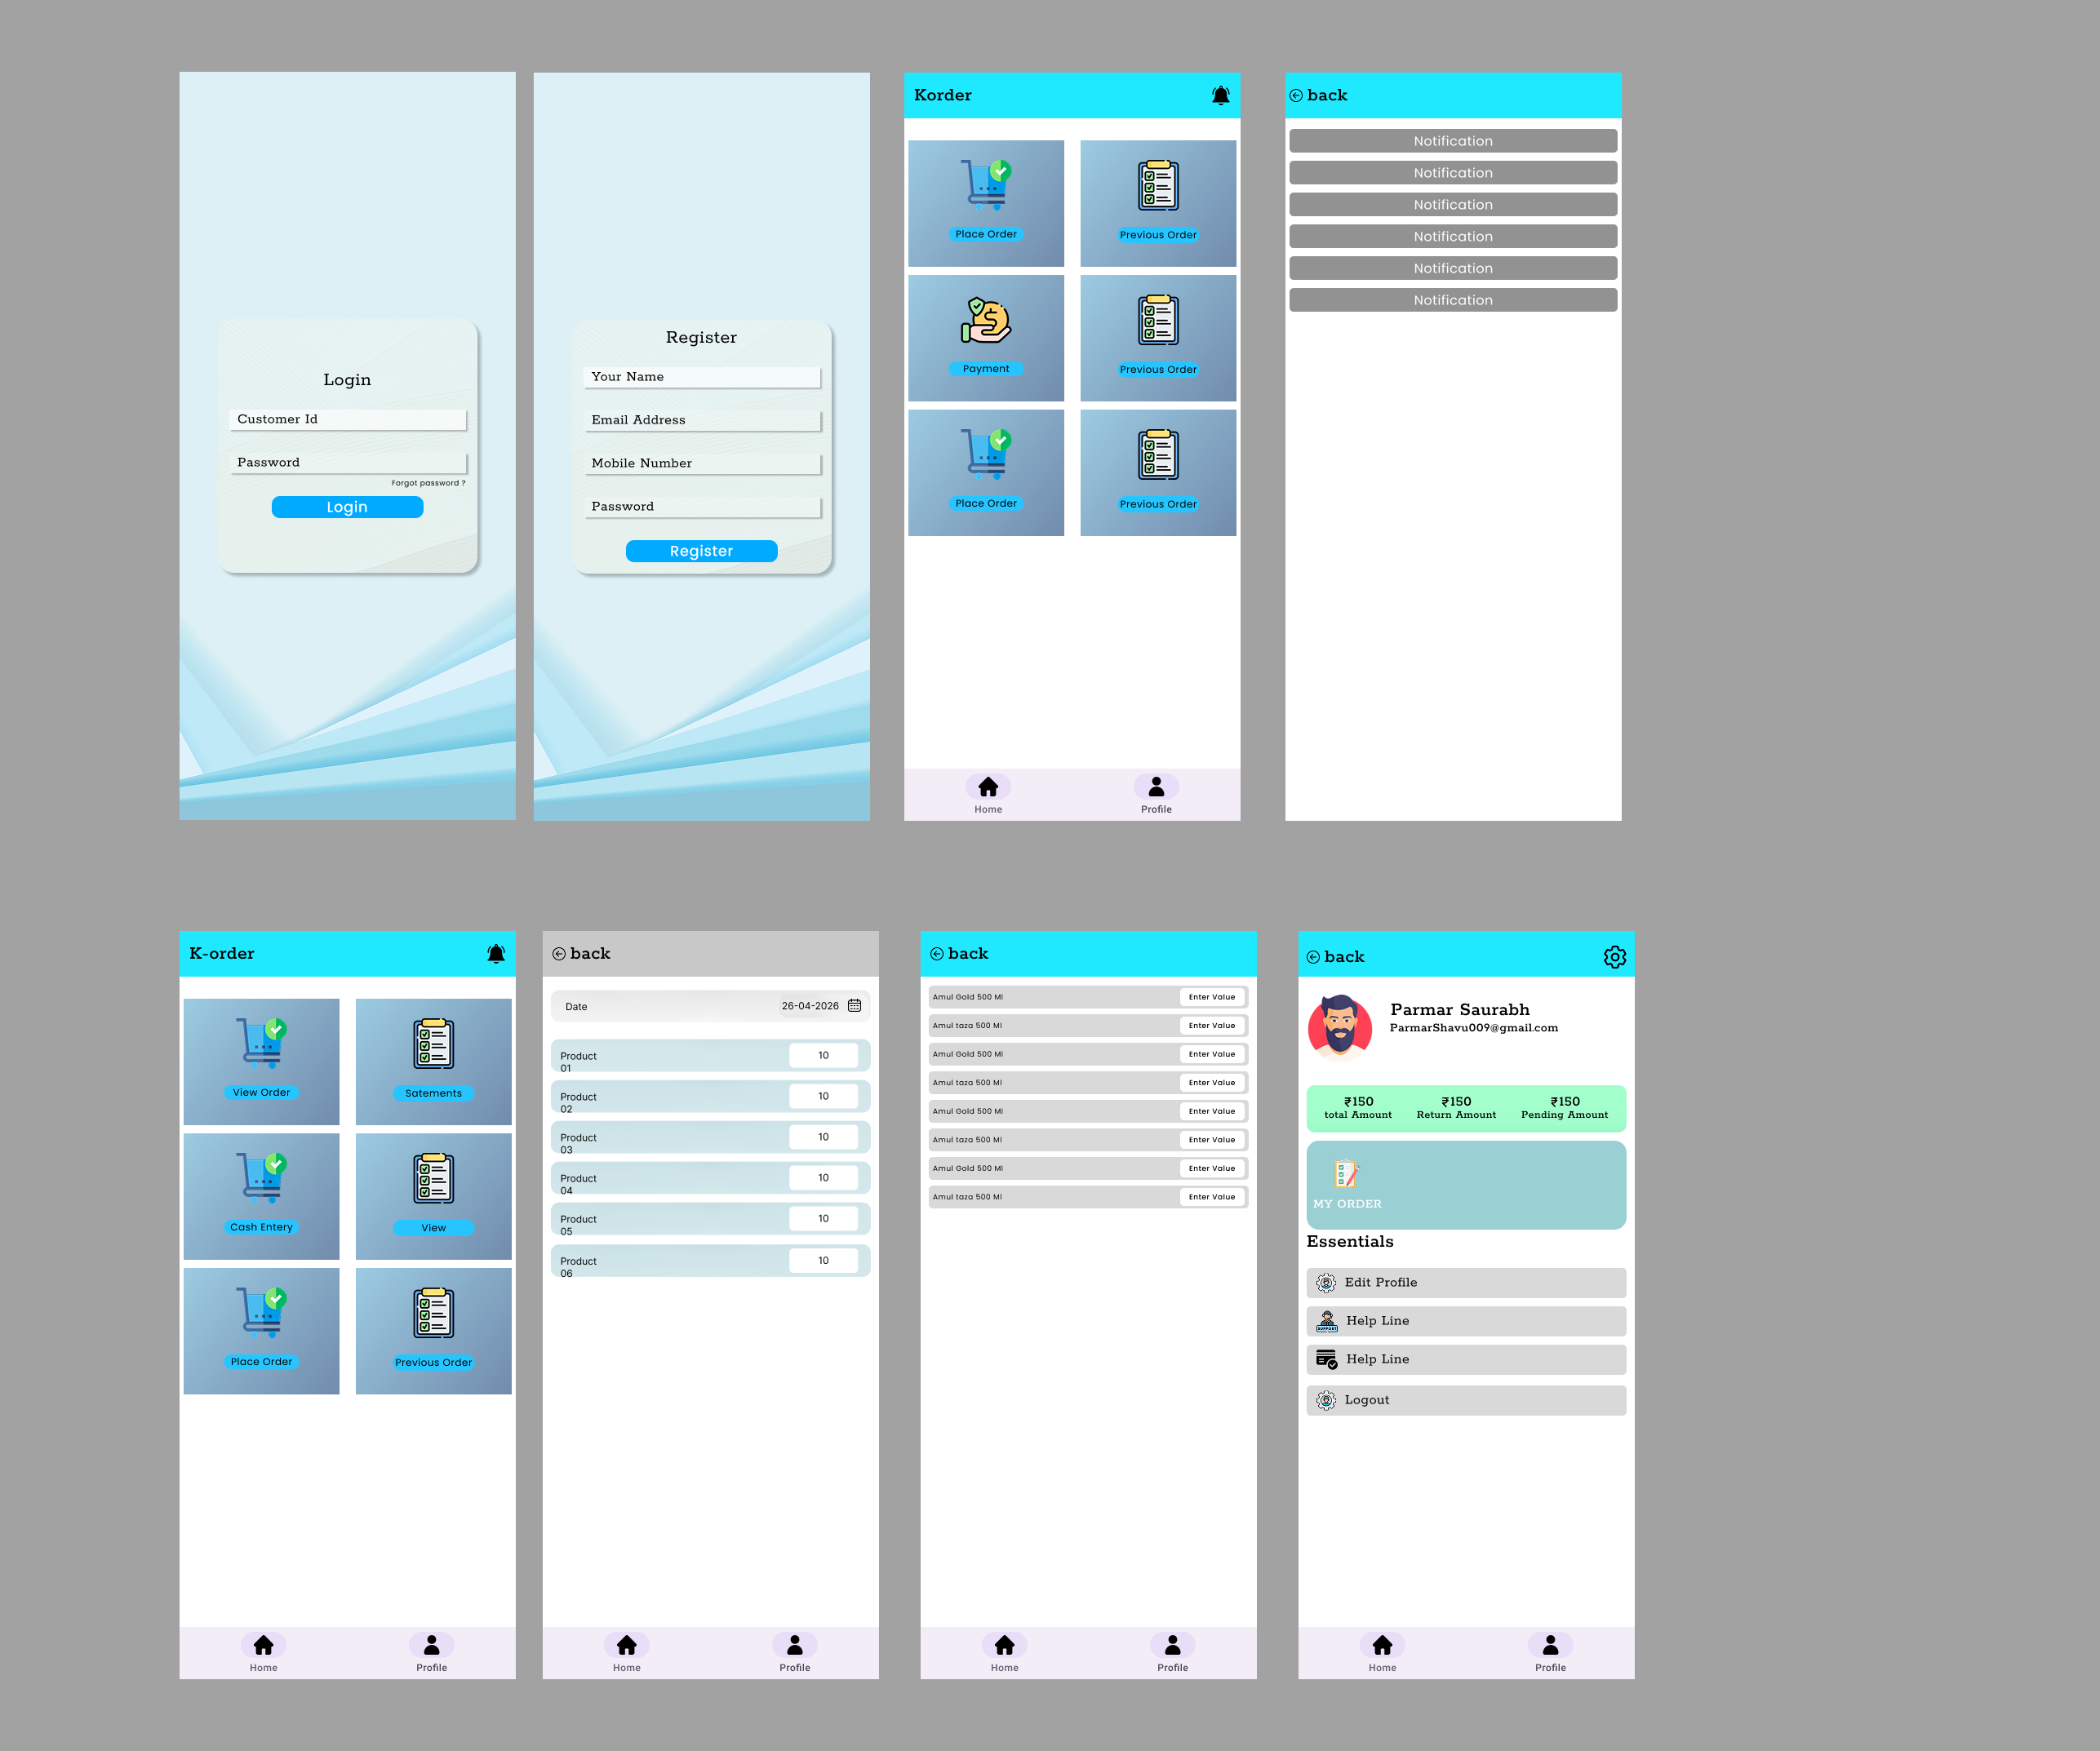 Login
Customer Id
Password
Forgot password ?
Login
Register
Your Name
Email Address
Mobile Number
Password
Register
Korder
Place Order
Previous Order
Payment
Previous Order
Place Order
Previous Order
Home
Profile
back
Notification
Notification
Notification
Notification
Notification
Notification
K-order
View Order
Satements
Cash Entery
View
Place Order
Previous Order
Home
Profile
back
Date
26-04-2026
Product
01
10
Product
02
10
Product
03
10
Product
04
10
Product
05
10
Product
06
10
Home
Profile
back
Amul Gold 500 Ml
Enter Value
Amul taza 500 Ml
Enter Value
Amul Gold 500 Ml
Enter Value
Amul taza 500 Ml
Enter Value
Amul Gold 500 Ml
Enter Value
Amul taza 500 Ml
Enter Value
Amul Gold 500 Ml
Enter Value
Amul taza 500 Ml
Enter Value
Home
Profile
back
Parmar Saurabh
ParmarShavu009@gmail.com
₹150
total Amount
₹150
Return Amount
₹150
Pending Amount
MY ORDER
Essentials
Edit Profile
SUPPORT
Help Line
Help Line
Logout
Home
Profile